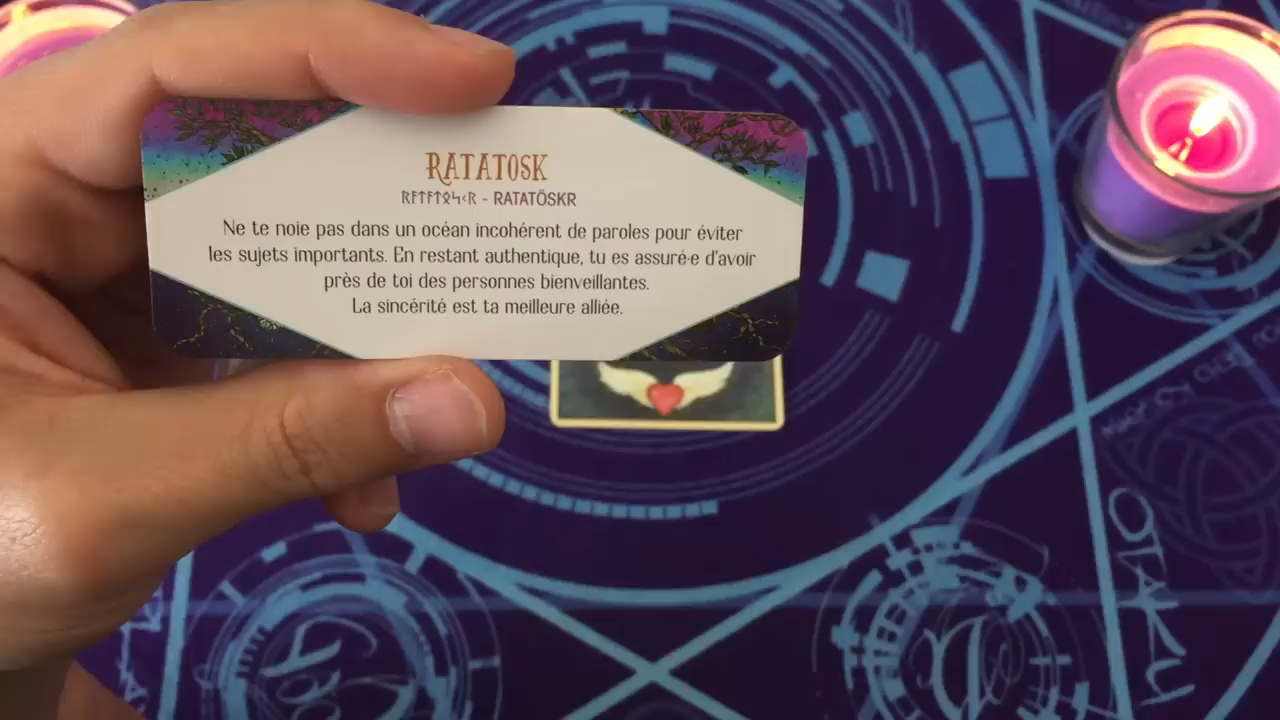 RATATOSK
ᚱᚨᛏᚨᛏᛟᛋᚲᚱ - RATATÖSKR
Ne te noie pas dans un océan incohérent de paroles pour éviter
les sujets importants. En restant authentique, tu es assuré·e d'avoir
près de toi des personnes bienveillantes.
La sincérité est ta meilleure alliée.